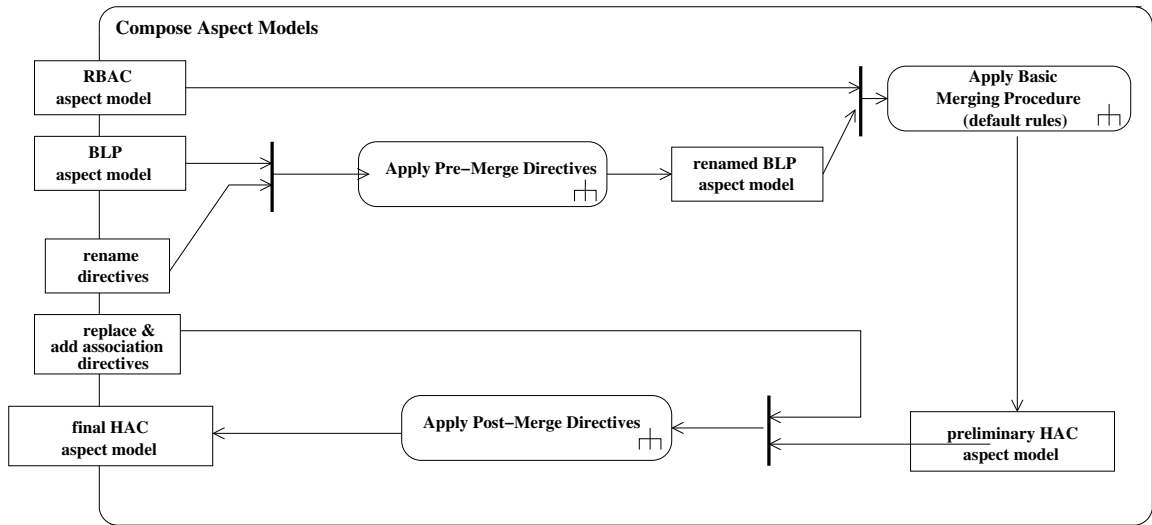 Compose Aspect Models
RBAC
aspect model
Apply Basic
Merging Procedure
(default rules)
BLP
aspect model
Apply Pre−Merge Directives
renamed BLP
aspect model
rename
directives
replace &
add association
directives
final HAC
aspect model
Apply Post−Merge Directives
preliminary HAC
aspect model